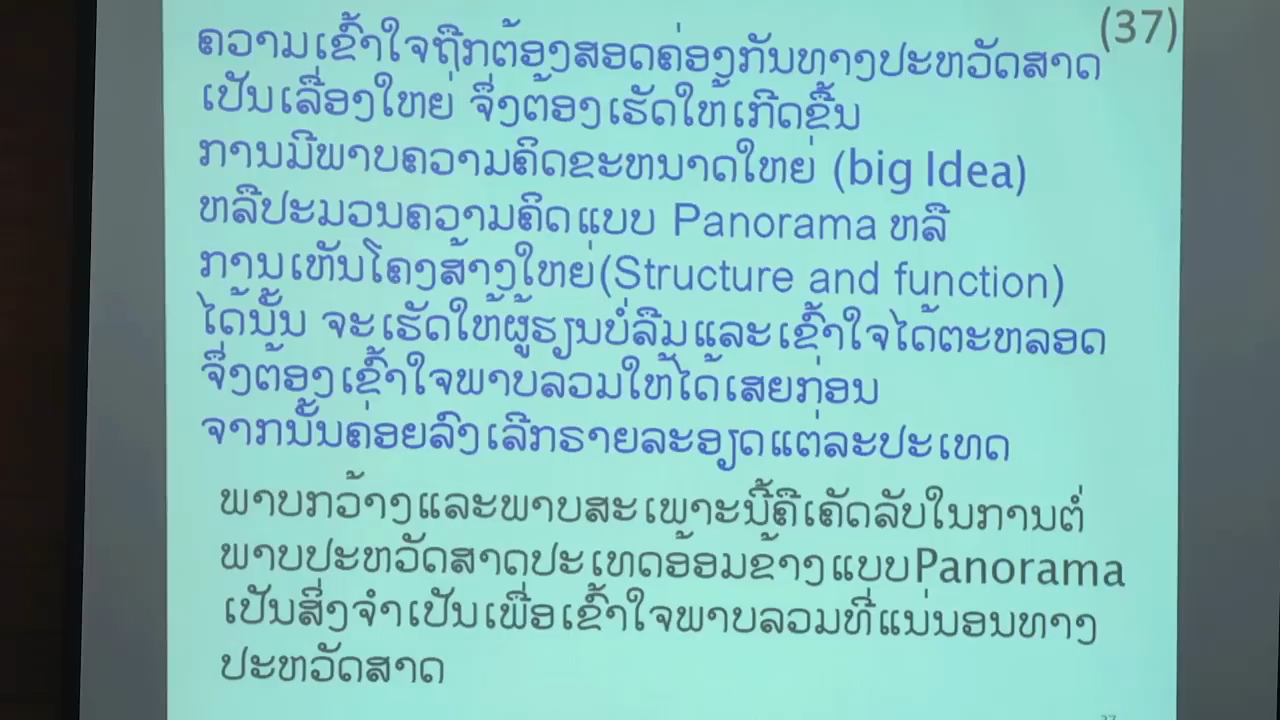 (37)
ຄວາມເຂົ້າໃຈຖືກຕ້ອງສອດຄ່ອງກັນທາງປະຫວັດສາດ
ເປັນເລື່ອງໃຫຍ່ ຈຶ່ງຕ້ອງເຮັດໃຫ້ເກີດຂື້ນ
ການມີພາບຄວາມຄິດຂະຫນາດໃຫຍ່ (big Idea)
ຫລືປະມວນຄວາມຄິດແບບ Panorama ຫລື
ການເຫັນໂຄງສ້າງໃຫຍ່(Structure and function)
ໄດ້ນັ້ນ ຈະເຮັດໃຫ້ຜູ້ຮຽນບໍ່ລືມແລະເຂົ້າໃຈໄດ້ຕະຫລອດ
ຈຶ່ງຕ້ອງເຂົ້າໃຈພາບລວມໃຫ້ໄດ້ເສຍກ່ອນ
ຈາກນັ້ນຄ່ອຍລົງເລີກຣາຍລະອຽດແຕ່ລະປະເທດ
ພາບກວ້າງແລະພາບສະເພາະນີ້ຄືເຄັດລັບໃນການຕໍ່
ພາບປະຫວັດສາດປະເທດອ້ອມຂ້າງແບບPanorama
ເປັນສິ່ງຈຳເປັນເພື່ອເຂົ້າໃຈພາບລວມທີ່ແນ່ນອນທາງ
ປະຫວັດສາດ